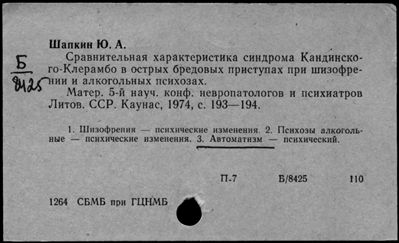 Шапкин Ю. А.
Сравнительная характеристика синдрома Кандинско-
го-Клерамбо в острых бредовых приступах при шизофре-
нии и алкогольных психозах.
Матер. 5-й науч. конф. невропатологов и психиатров
Литов. ССР. Каунас, 1974, с. 193—194.
Б
8425
1. Шизофрения — психические изменения. 2. Психозы алкоголь-
ные — психические изменения. 3. Автоматизм — психический.
П-7 Б/8425 110
1264 СБМБ при ГЦНМБ